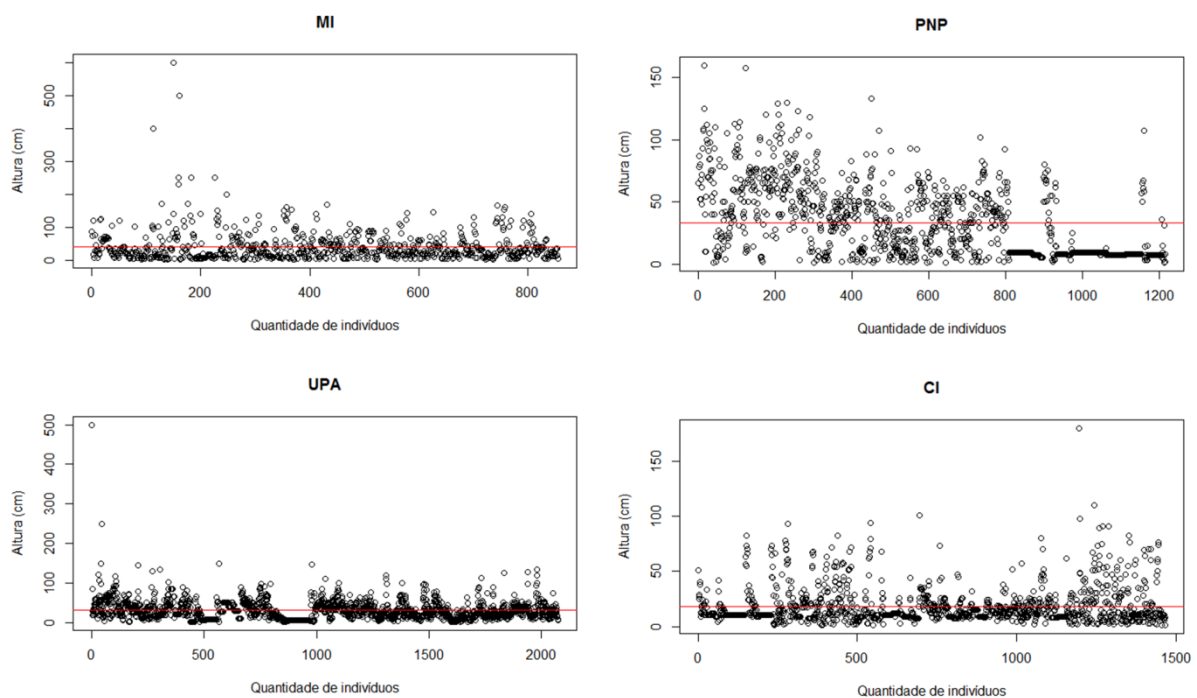 MI
Altura (cm)
0 100 300 500
0 200 400 600 800
Quantidade de indivíduos
PNP
Altura (cm)
0 50 100 150
0 200 400 600 800 1000 1200
Quantidade de indivíduos
UPA
Altura (cm)
0 100 200 300 400 500
0 500 1000 1500 2000
Quantidade de indivíduos
CI
Altura (cm)
0 50 100 150
0 500 1000 1500
Quantidade de indivíduos